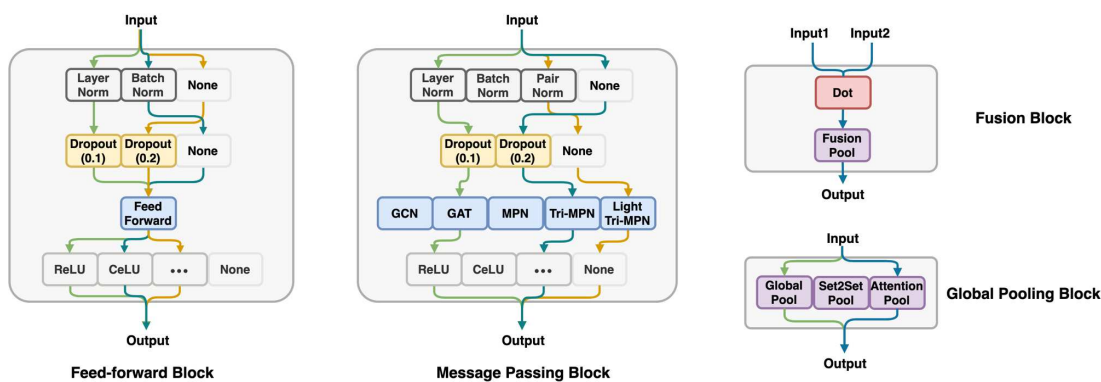 Input
Layer
Norm
Batch
Norm
None
Dropout
(0.1)
Dropout
(0.2)
None
Feed
Forward
ReLU
CeLU
•••
None
Output
Feed-forward Block
Input
Layer
Norm
Batch
Norm
Pair
Norm
None
Dropout
(0.1)
Dropout
(0.2)
None
GCN
GAT
MPN
Tri-MPN
Light
Tri-MPN
ReLU
CeLU
•••
None
Output
Message Passing Block
Input1
Input2
Dot
Fusion
Pool
Output
Fusion Block
Input
Global
Pool
Set2Set
Pool
Attention
Pool
Output
Global Pooling Block